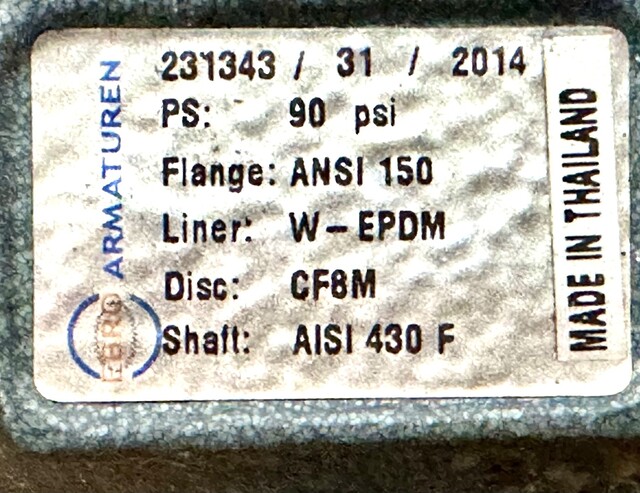 231343 / 31 / 2014
PS: 90 psi
Flange: ANSI 150
Liner: W-EPDM
Disc: CF8M
Shaft: AISI 430 F
EBRO ARMATUREN
MADE IN THAILAND